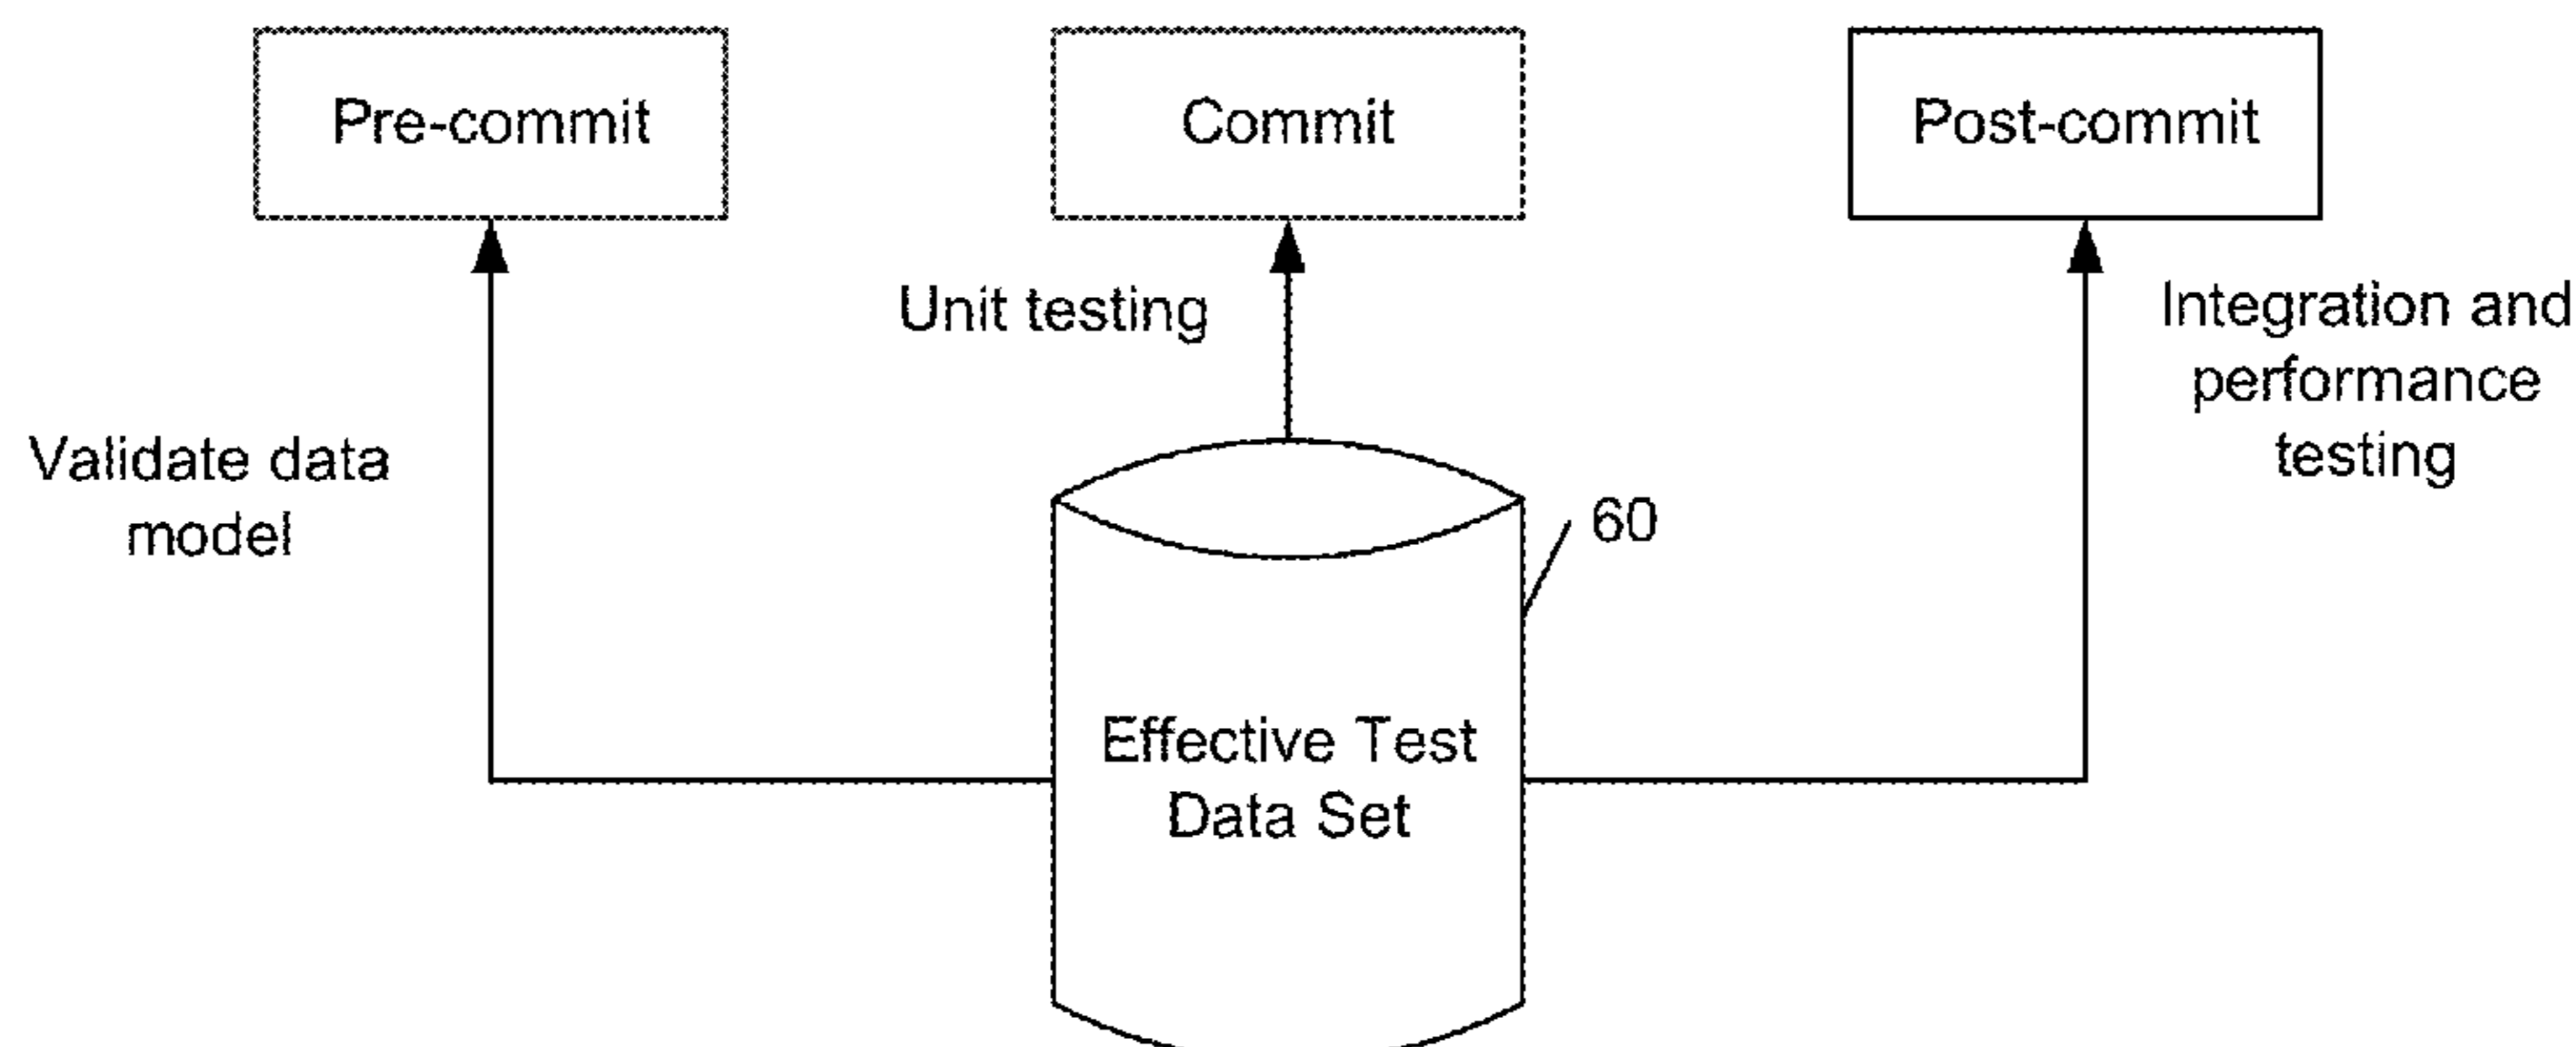 Pre-commit
Commit
Post-commit
Unit testing
Integration and
performance
testing
Validate data
model
60
Effective Test
Data Set